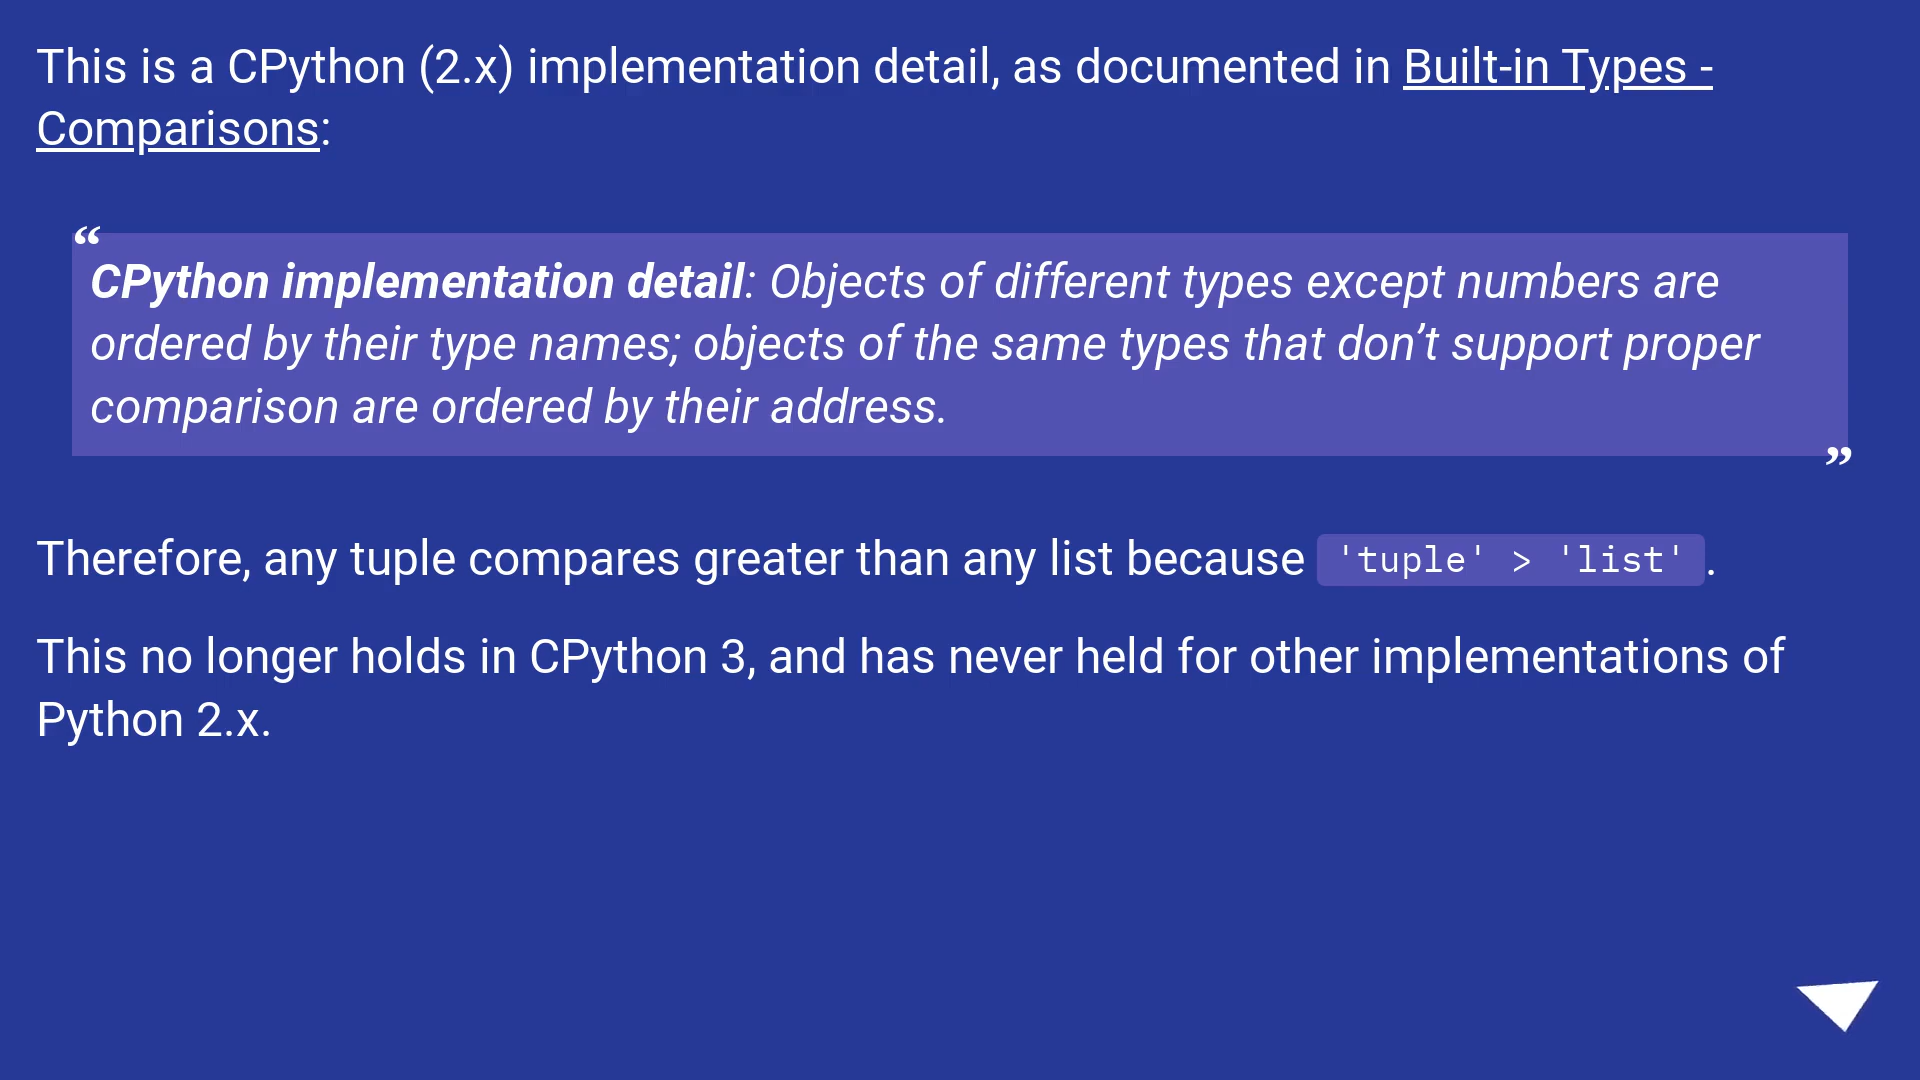 This is a CPython (2.x) implementation detail, as documented in Built-in Types -
Comparisons:
“
CPython implementation detail: Objects of different types except numbers are
ordered by their type names; objects of the same types that don’t support proper
comparison are ordered by their address.
”
Therefore, any tuple compares greater than any list because 'tuple' > 'list'.
This no longer holds in CPython 3, and has never held for other implementations of
Python 2.x.